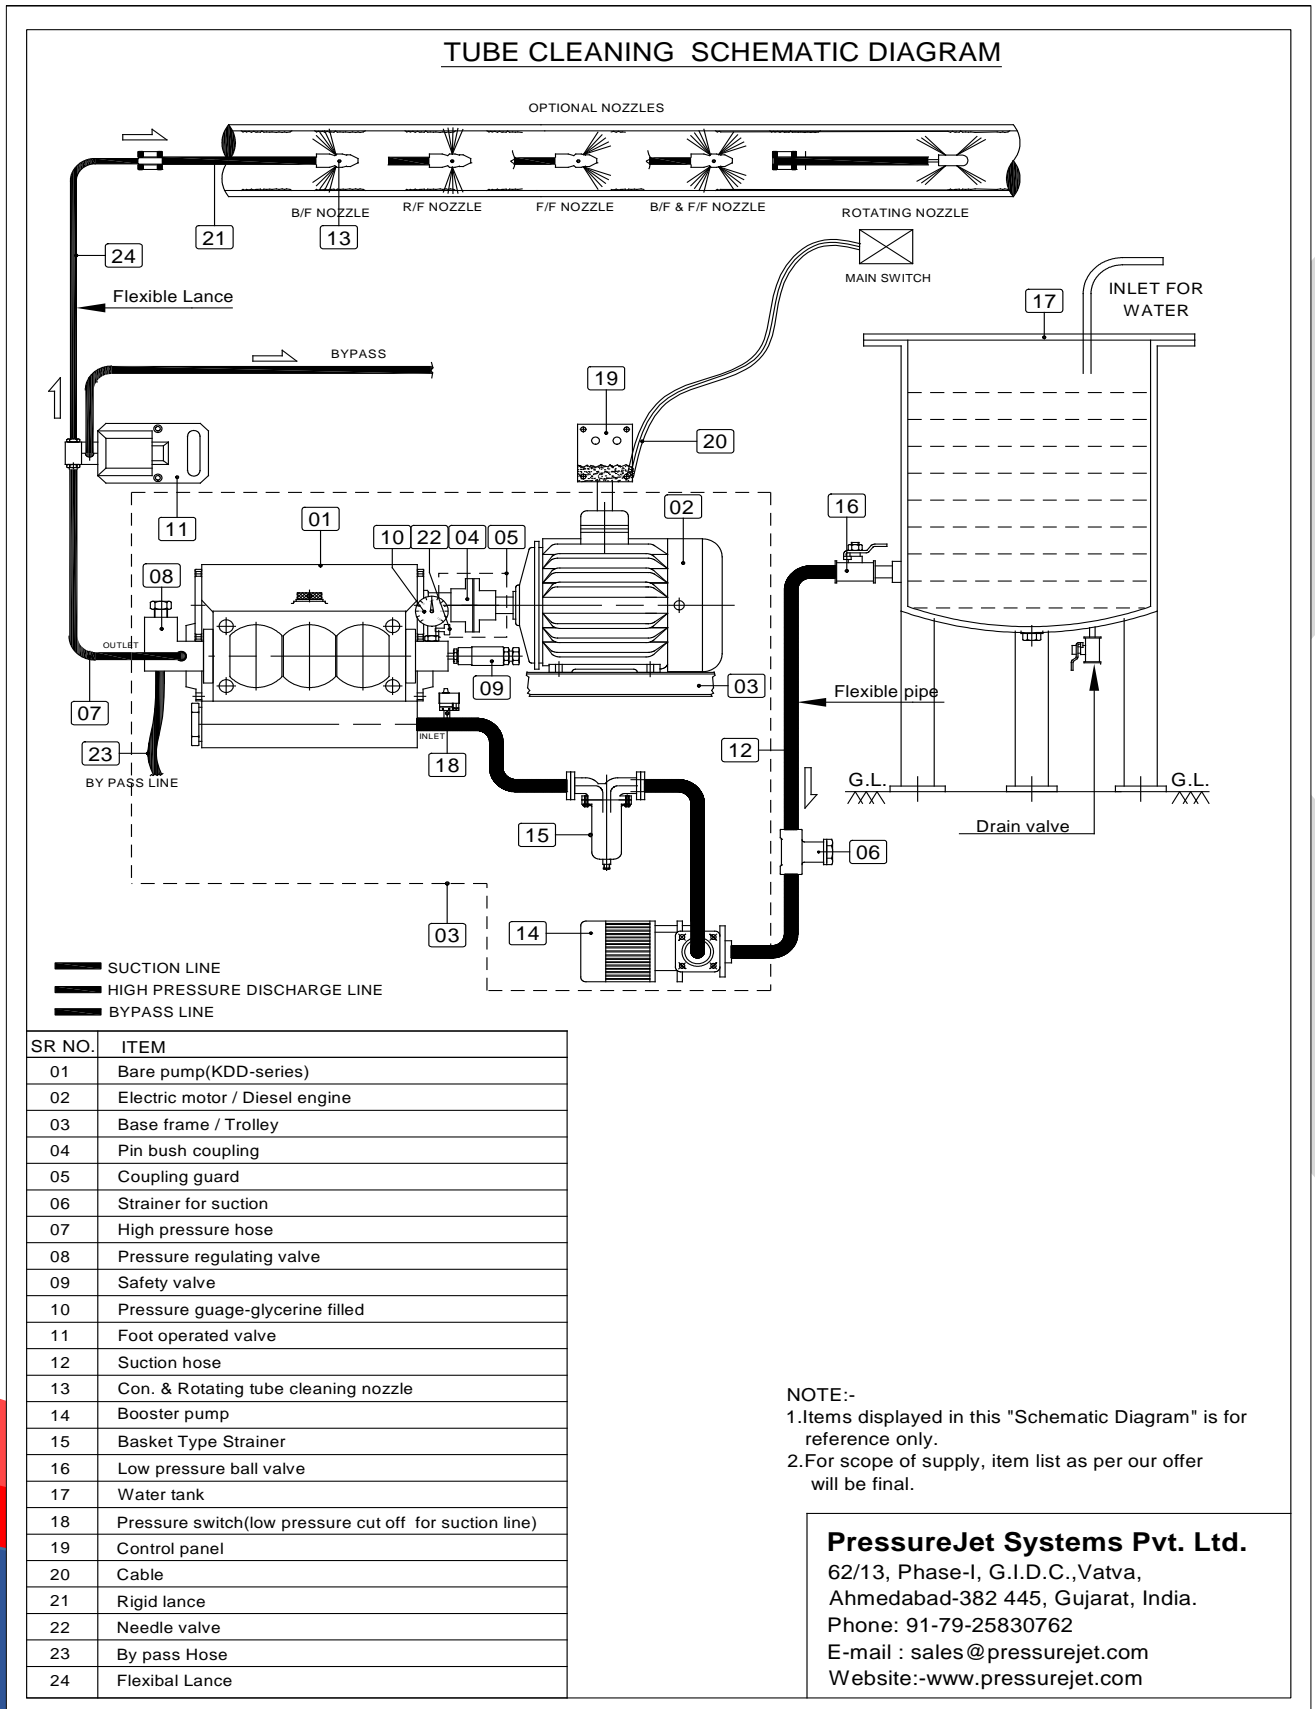 TUBE CLEANING SCHEMATIC DIAGRAM
OPTIONAL NOZZLES
B/F NOZZLE
R/F NOZZLE
F/F NOZZLE
B/F & F/F NOZZLE
ROTATING NOZZLE
21
13
24
MAIN SWITCH
Flexible Lance
INLET FOR
WATER
17
BYPASS
19
20
11
01
10
22
04
05
02
16
08
OUTLET
09
03
07
Flexible pipe
23
INLET
18
12
BY PASS LINE
G.L.
G.L.
15
Drain valve
06
03
14
SUCTION LINE
HIGH PRESSURE DISCHARGE LINE
BYPASS LINE
SR NO. ITEM
01 Bare pump(KDD-series)
02 Electric motor / Diesel engine
03 Base frame / Trolley
04 Pin bush coupling
05 Coupling guard
06 Strainer for suction
07 High pressure hose
08 Pressure regulating valve
09 Safety valve
10 Pressure guage-glycerine filled
11 Foot operated valve
12 Suction hose
13 Con. & Rotating tube cleaning nozzle
14 Booster pump
15 Basket Type Strainer
16 Low pressure ball valve
17 Water tank
18 Pressure switch(low pressure cut off for suction line)
19 Control panel
20 Cable
21 Rigid lance
22 Needle valve
23 By pass Hose
24 Flexibal Lance
NOTE:-
1.Items displayed in this "Schematic Diagram" is for
reference only.
2.For scope of supply, item list as per our offer
will be final.
PressureJet Systems Pvt. Ltd.
62/13, Phase-I, G.I.D.C.,Vatva,
Ahmedabad-382 445, Gujarat, India.
Phone: 91-79-25830762
E-mail : sales@pressurejet.com
Website:-www.pressurejet.com